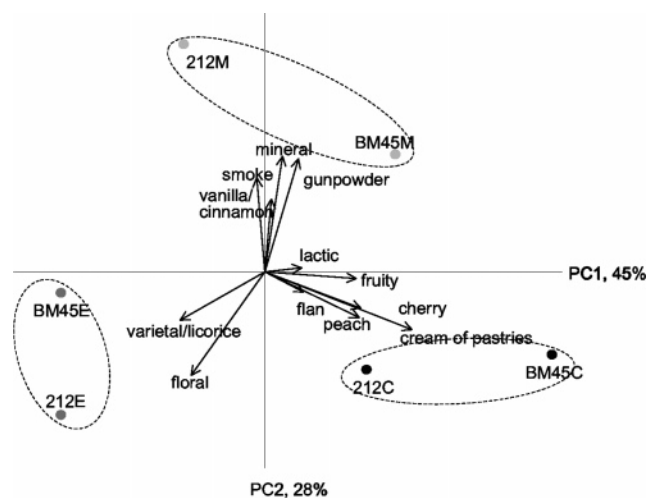 212M
BM45M
mineral
smoke
gunpowder
vanilla/
cinnamon
lactic
PC1, 45%
fruity
BM45E
flan
cherry
peach
varietal/licorice
cream of pastries
BM45C
floral
212C
212E
PC2, 28%